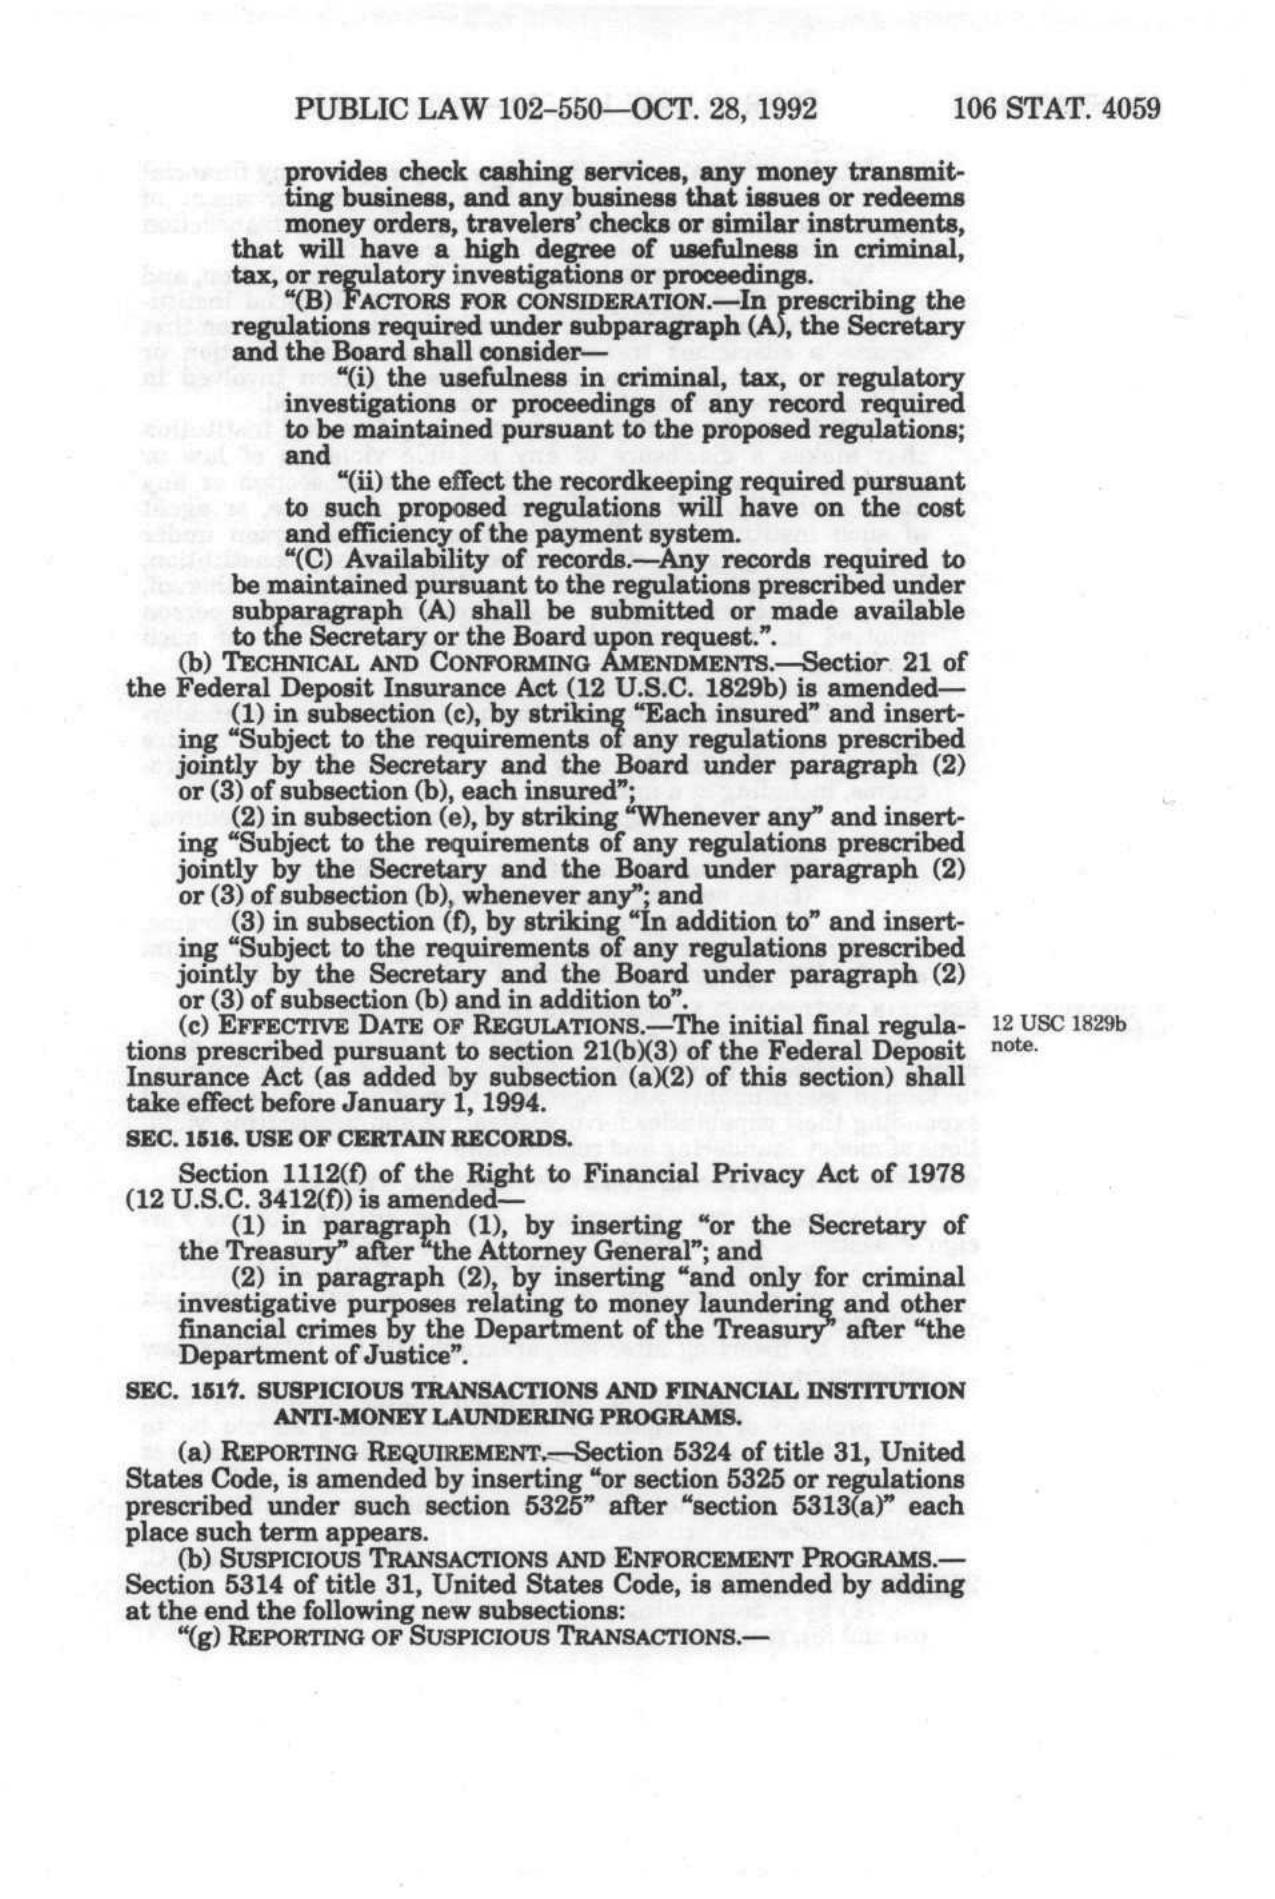 PUBLIC LAW 102–550—OCT. 28, 1992 106 STAT. 4059
provides check cashing services, any money transmit-
ting business, and any business that issues or redeems
money orders, travelers' checks or similar instruments,
that will have a high degree of usefulness in criminal,
tax, or regulatory investigations or proceedings.
"(B) FACTORS FOR CONSIDERATION.—In prescribing the
regulations required under subparagraph (A), the Secretary
and the Board shall consider—
"(i) the usefulness in criminal, tax, or regulatory
investigations or proceedings of any record required
to be maintained pursuant to the proposed regulations;
and
"(ii) the effect the recordkeeping required pursuant
to such proposed regulations will have on the cost
and efficiency of the payment system.
"(C) Availability of records.—Any records required to
be maintained pursuant to the regulations prescribed under
subparagraph (A) shall be submitted or made available
to the Secretary or the Board upon request.".
(b) TECHNICAL AND CONFORMING AMENDMENTS.—Section 21 of
the Federal Deposit Insurance Act (12 U.S.C. 1829b) is amended—
(1) in subsection (c), by striking "Each insured" and insert-
ing "Subject to the requirements of any regulations prescribed
jointly by the Secretary and the Board under paragraph (2)
or (3) of subsection (b), each insured";
(2) in subsection (e), by striking "Whenever any" and insert-
ing "Subject to the requirements of any regulations prescribed
jointly by the Secretary and the Board under paragraph (2)
or (3) of subsection (b), whenever any"; and
(3) in subsection (f), by striking "In addition to" and insert-
ing "Subject to the requirements of any regulations prescribed
jointly by the Secretary and the Board under paragraph (2)
or (3) of subsection (b) and in addition to".
(c) EFFECTIVE DATE OF REGULATIONS.—The initial final regula-
tions prescribed pursuant to section 21(b)(3) of the Federal Deposit
Insurance Act (as added by subsection (a)(2) of this section) shall
take effect before January 1, 1994.
12 USC 1829b
note.
SEC. 1516. USE OF CERTAIN RECORDS.
Section 1112(f) of the Right to Financial Privacy Act of 1978
(12 U.S.C. 3412(f)) is amended—
(1) in paragraph (1), by inserting "or the Secretary of
the Treasury" after "the Attorney General"; and
(2) in paragraph (2), by inserting "and only for criminal
investigative purposes relating to money laundering and other
financial crimes by the Department of the Treasury" after "the
Department of Justice".
SEC. 1517. SUSPICIOUS TRANSACTIONS AND FINANCIAL INSTITUTION
ANTI-MONEY LAUNDERING PROGRAMS.
(a) REPORTING REQUIREMENT.—Section 5324 of title 31, United
States Code, is amended by inserting "or section 5325 or regulations
prescribed under such section 5325" after "section 5313(a)" each
place such term appears.
(b) SUSPICIOUS TRANSACTIONS AND ENFORCEMENT PROGRAMS.—
Section 5314 of title 31, United States Code, is amended by adding
at the end the following new subsections:
"(g) REPORTING OF SUSPICIOUS TRANSACTIONS.—